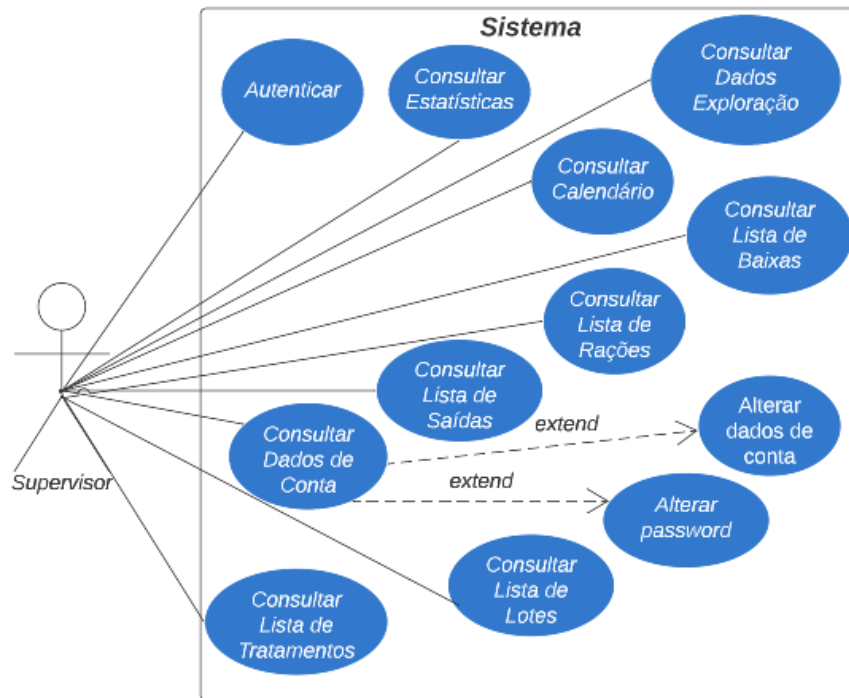 Sistema
Autenticar
Consultar
Estatísticas
Consultar
Dados
Exploração
Consultar
Calendário
Consultar
Lista de
Baixas
Consultar
Lista de
Rações
Consultar
Lista de
Saídas
extend
Alterar
dados de
conta
Consultar
Dados de
Conta
Supervisor
extend
Alterar
password
Consultar
Lista de
Lotes
Consultar
Lista de
Tratamentos